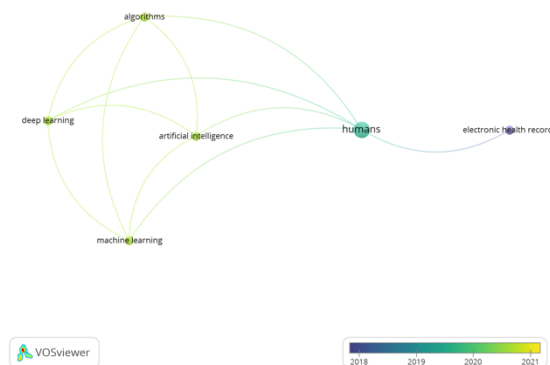 algorithms
deep learning
artificial intelligence
humans
electronic health record
machine learning
VOSviewer
2018 2019 2020 2021